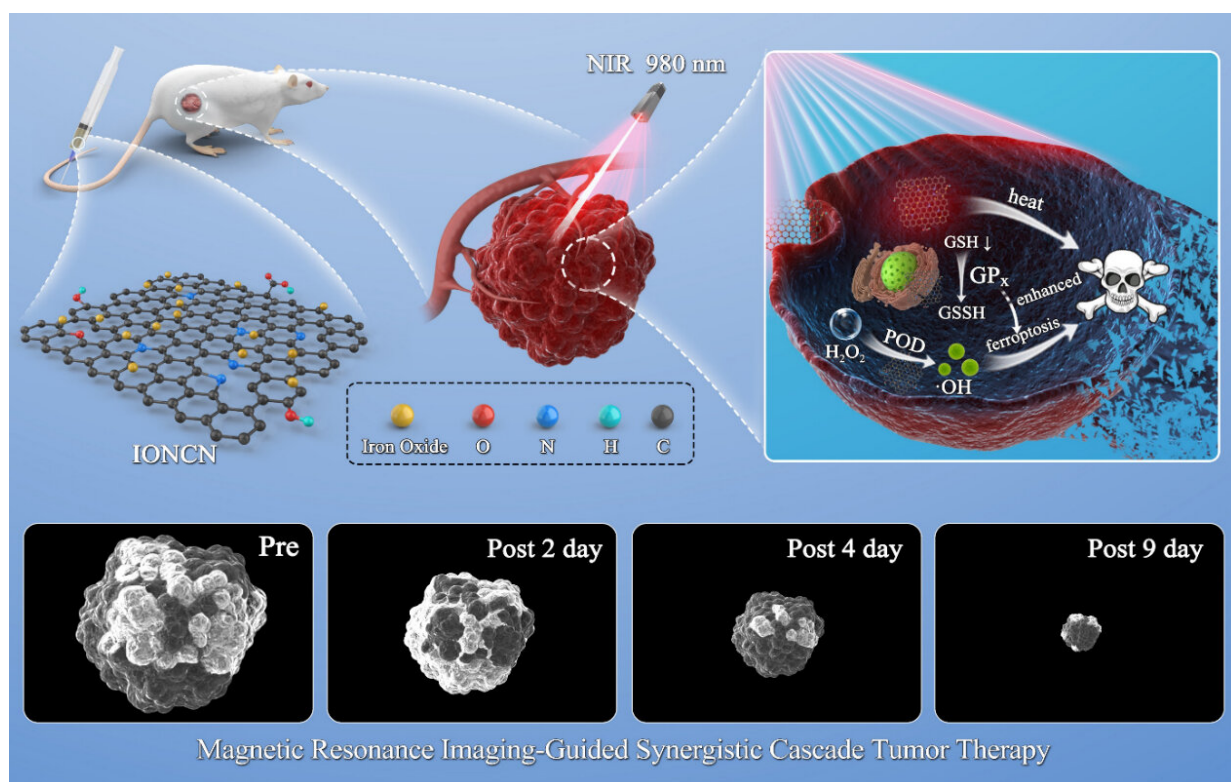 NIR 980 nm
heat
GSH ↓
GPx
enhanced
GSSH
ferroptosis
H₂O₂
POD
·OH
IONCN
Iron Oxide
O
N
H
C
Pre
Post 2 day
Post 4 day
Post 9 day
Magnetic Resonance Imaging-Guided Synergistic Cascade Tumor Therapy